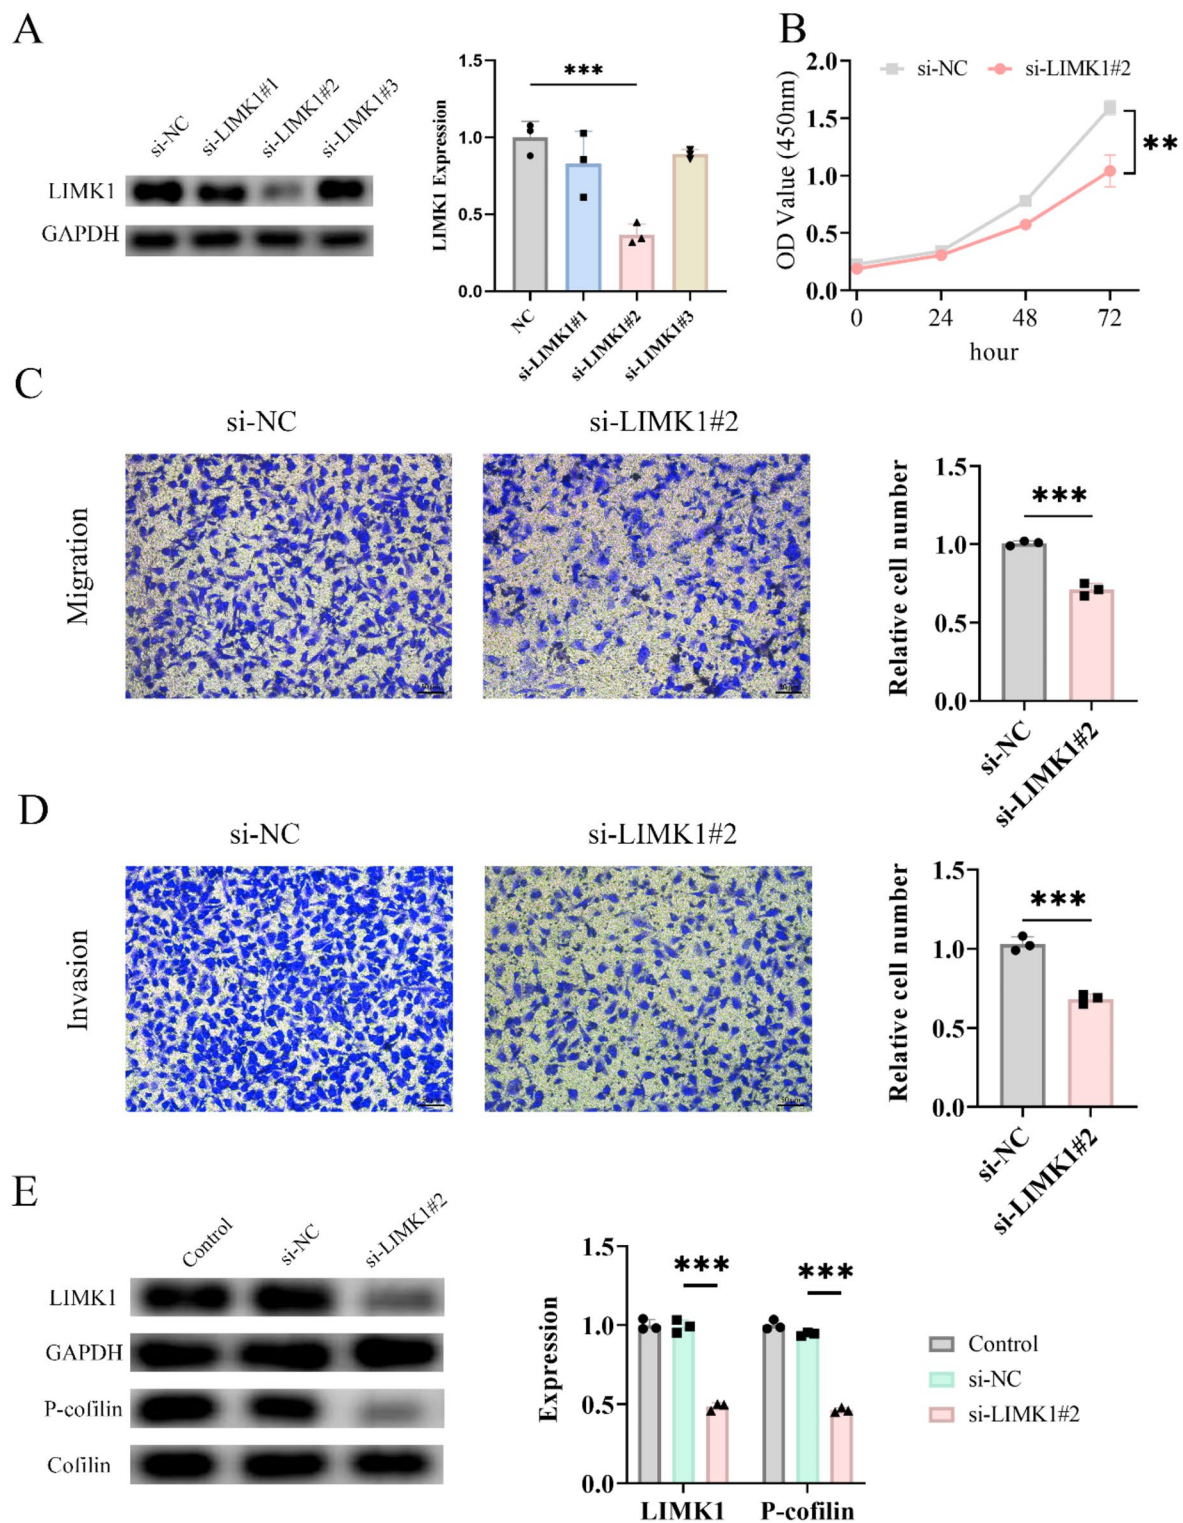 A
si-NC
si-LIMK1#1
si-LIMK1#2
si-LIMK1#3
LIMK1
GAPDH
LIMK1 Expression
1.5
1.0
0.5
0.0
***
NC
si-LIMK1#1
si-LIMK1#2
si-LIMK1#3
B
si-NC
si-LIMK1#2
OD Value (450nm)
2.0
1.5
1.0
0.5
0.0
**
0
24
48
72
hour
C
si-NC
si-LIMK1#2
Migration
Relative cell number
1.5
1.0
0.5
0.0
***
si-NC
si-LIMK1#2
D
si-NC
si-LIMK1#2
Invasion
Relative cell number
1.5
1.0
0.5
0.0
***
si-NC
si-LIMK1#2
E
Control
si-NC
si-LIMK1#2
LIMK1
GAPDH
P-cofilin
Cofilin
Expression
1.5
1.0
0.5
0.0
***
***
LIMK1
P-cofilin
Control
si-NC
si-LIMK1#2